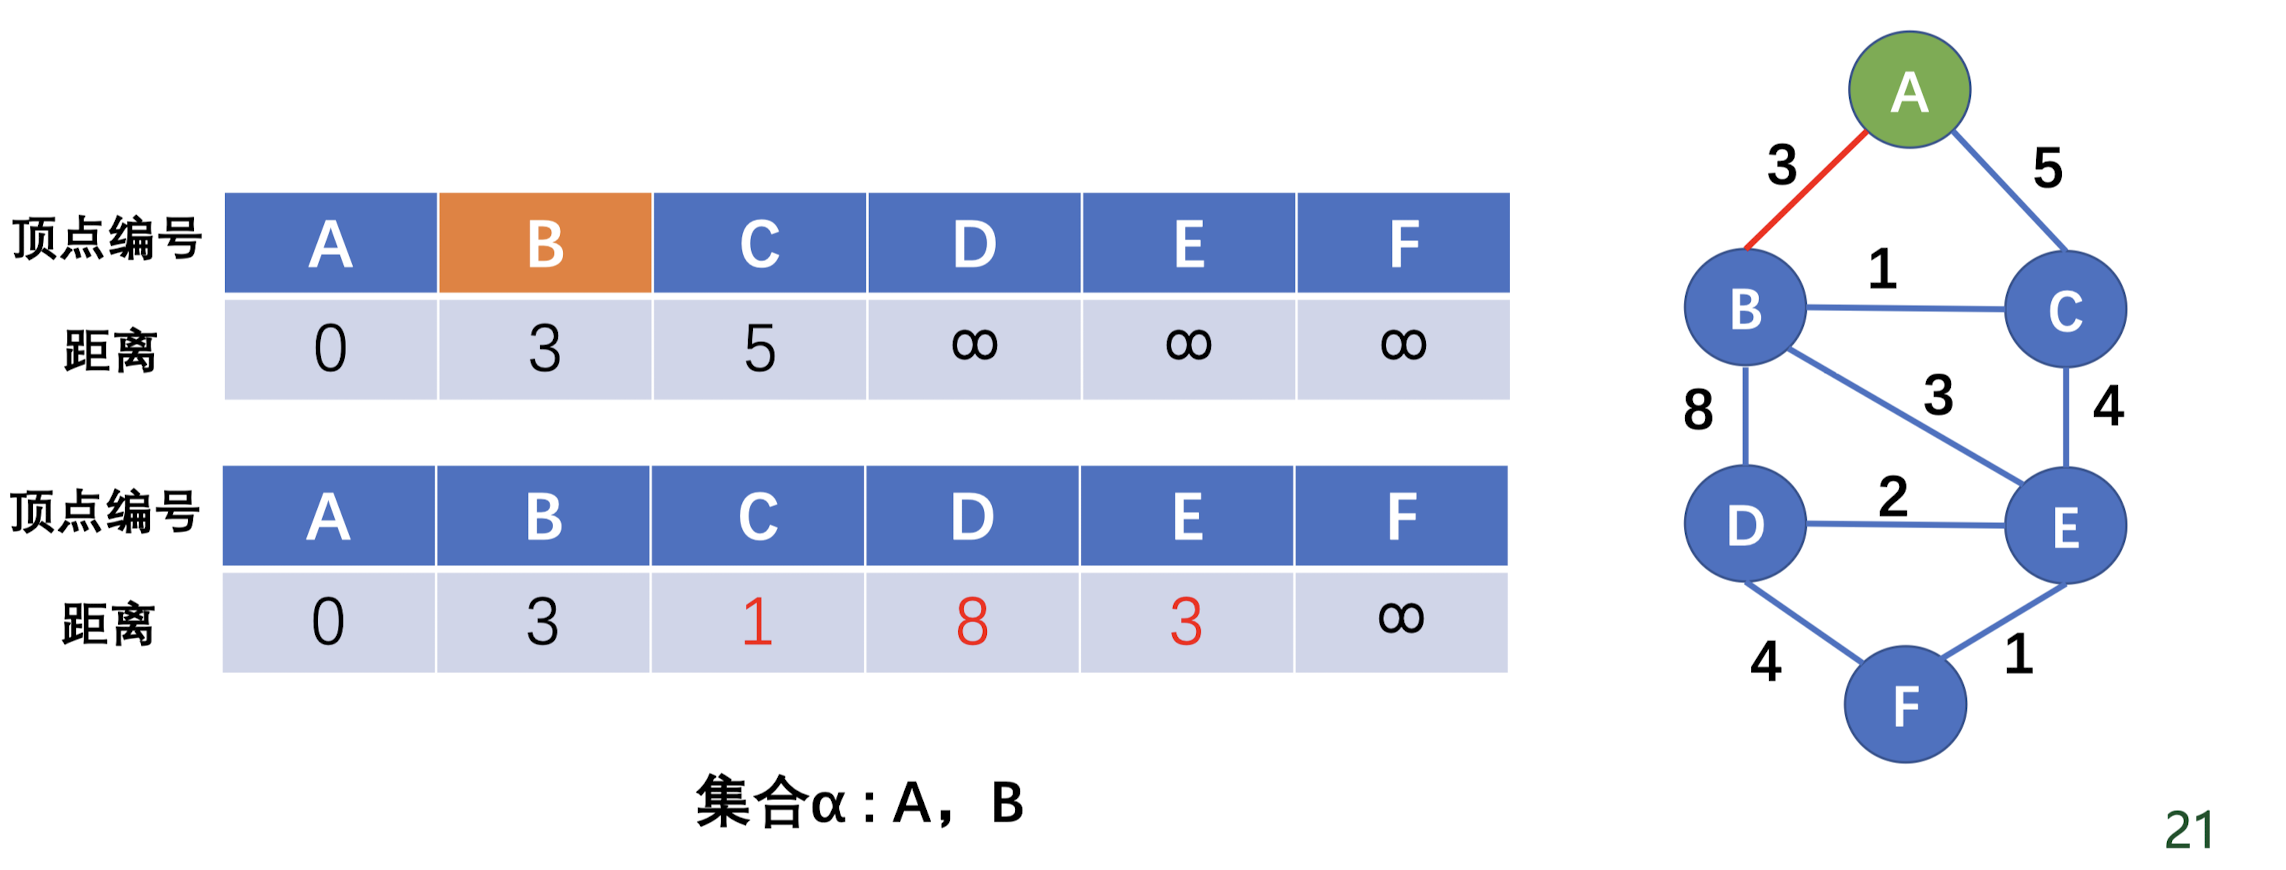 顶点编号 A B C D E F
距离 0 3 5 ∞ ∞ ∞
顶点编号 A B C D E F
距离 0 3 1 8 3 ∞
集合α : A，B
A
3 5
B 1 C
8 3 4
D 2 E
4 1
F
21